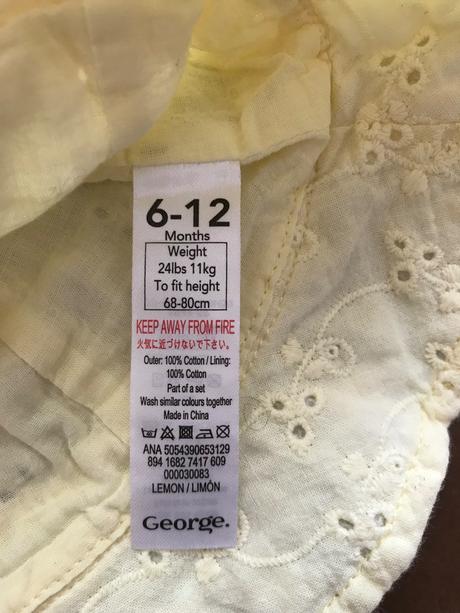 6-12
Months
Weight
24lbs 11kg
To fit height
68-80cm
KEEP AWAY FROM FIRE
火気に近づけないで下さい。
Outer: 100% Cotton / Lining:
100% Cotton
Part of a set
Wash similar colours together
Made in China
ANA 5054390653129
894 1682 7417 609
000030083
LEMON / LIMÓN
George.